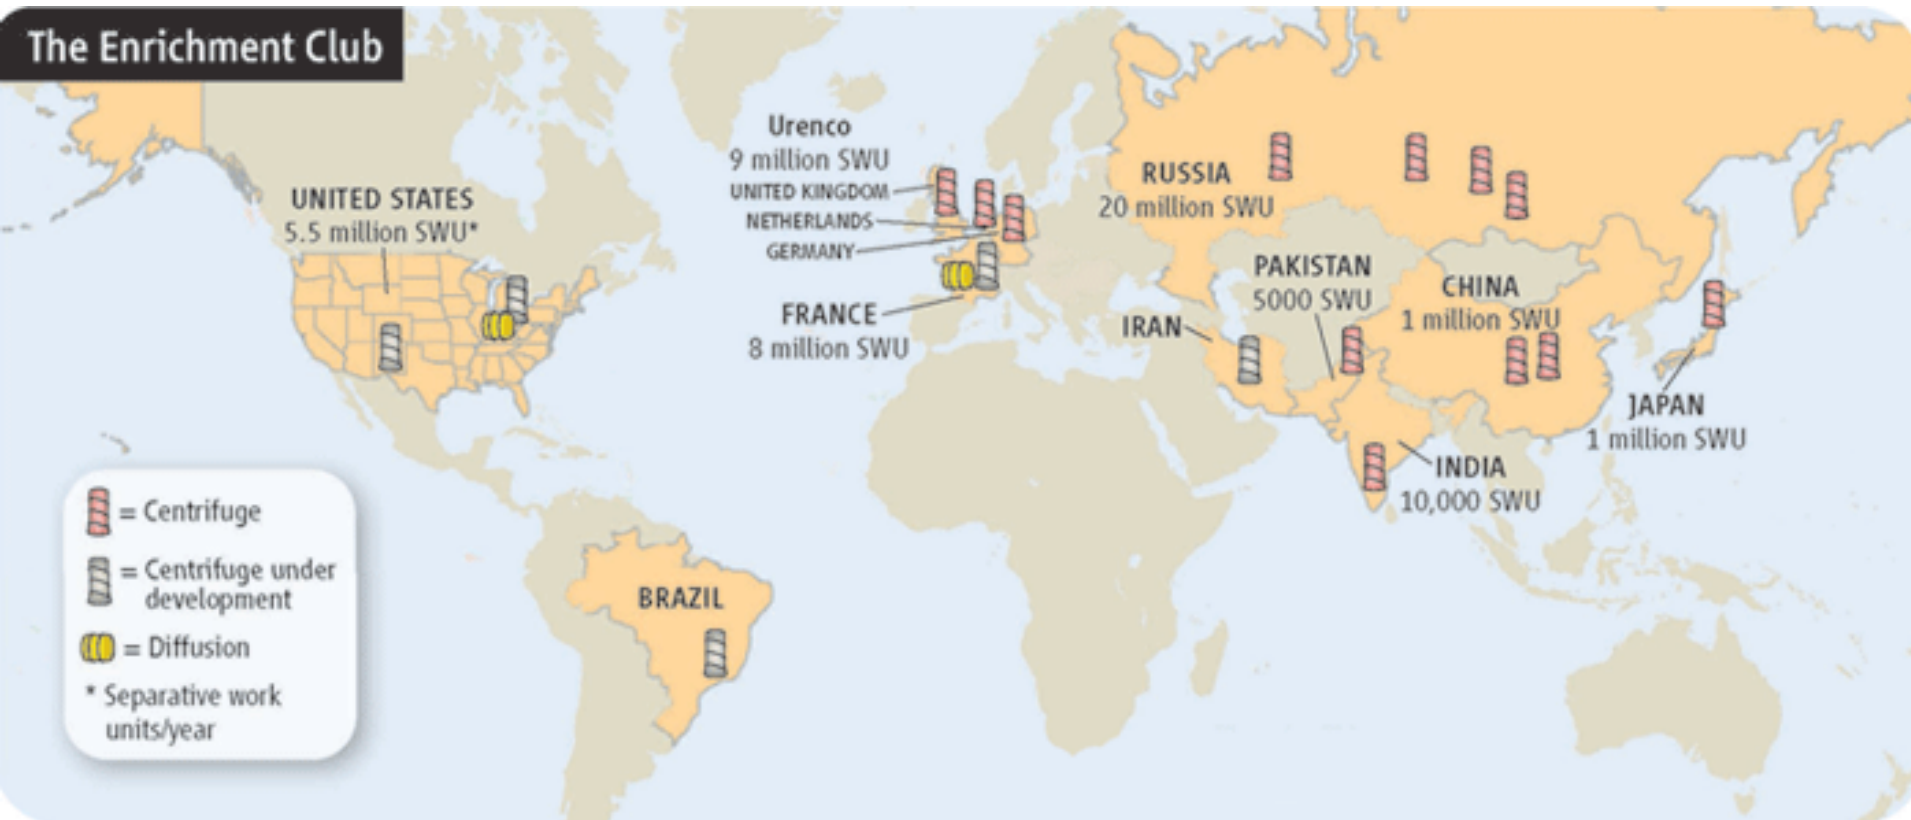 The Enrichment Club
UNITED STATES
5.5 million SWU*
Urenco
9 million SWU
UNITED KINGDOM
NETHERLANDS
GERMANY
FRANCE
8 million SWU
RUSSIA
20 million SWU
IRAN
PAKISTAN
5000 SWU
CHINA
1 million SWU
JAPAN
1 million SWU
INDIA
10,000 SWU
BRAZIL
= Centrifuge
= Centrifuge under
development
= Diffusion
* Separative work
units/year